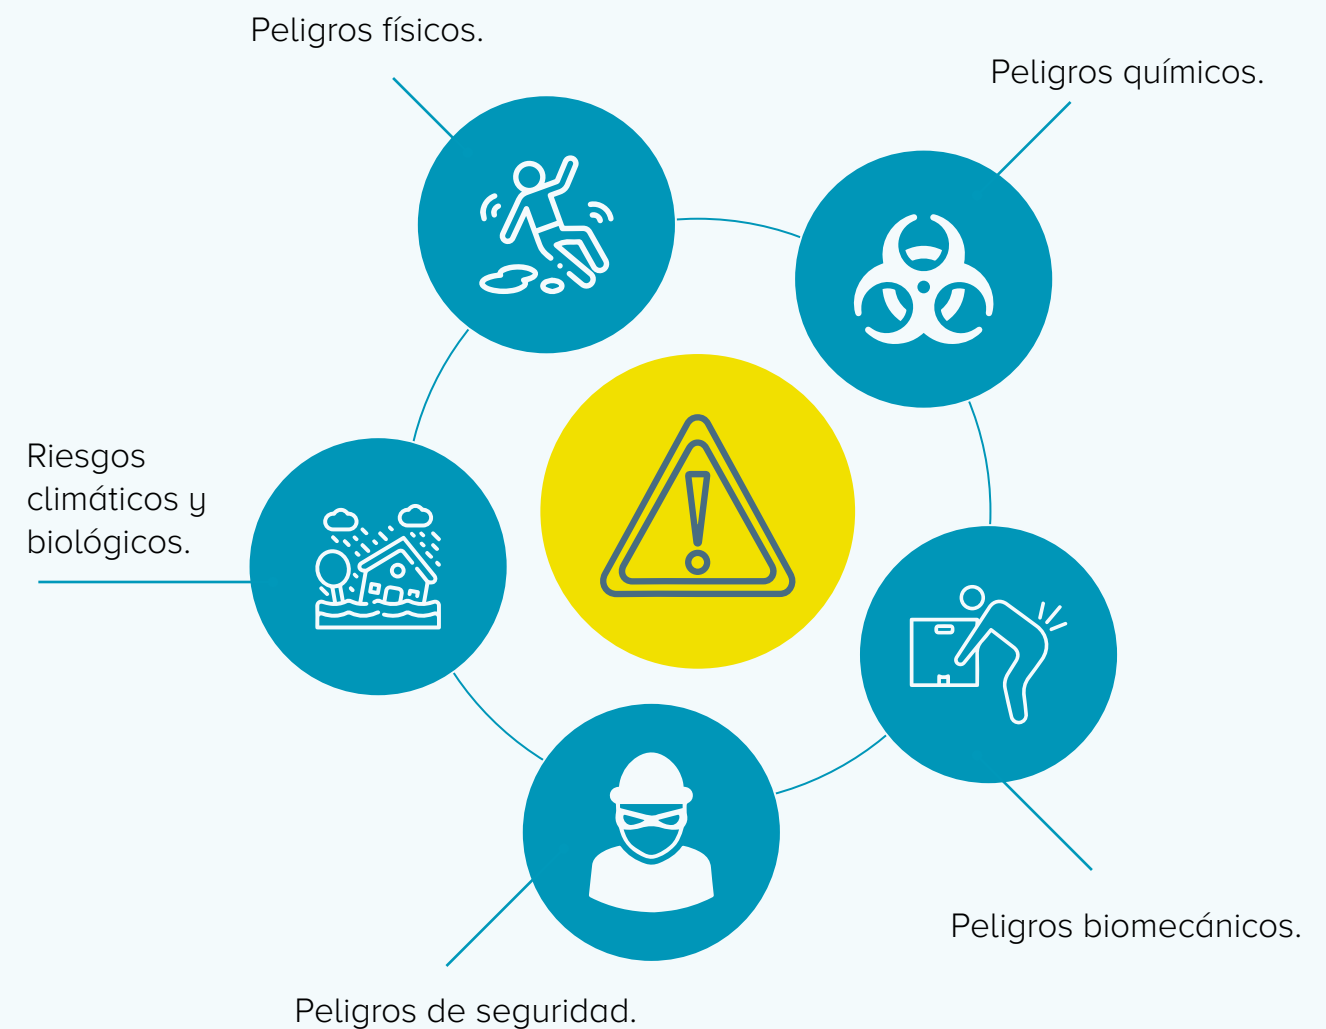 Peligros físicos.
Peligros químicos.
Riesgos
climáticos y
biológicos.
Peligros biomecánicos.
Peligros de seguridad.